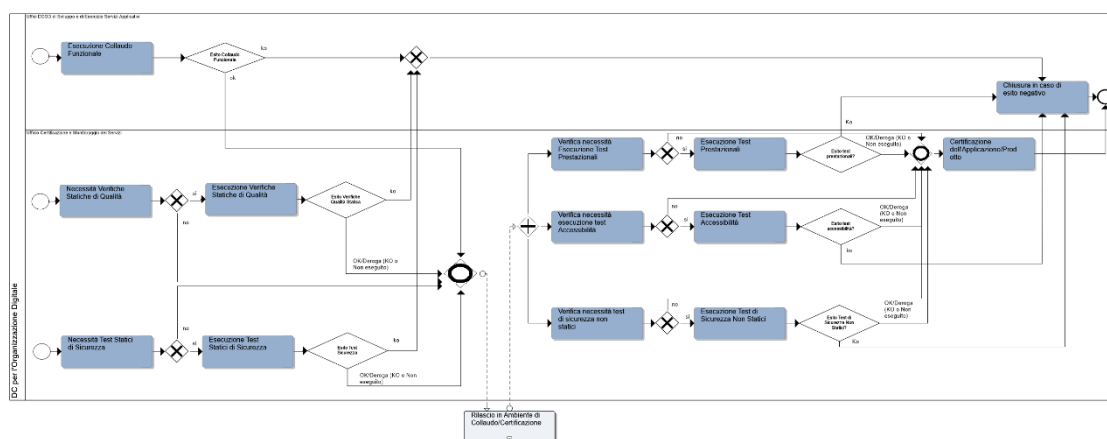 Ufficio COSD di Sviluppo e di Esercizio Servizi Applicativi
Esecuzione Collaudo
Funzionale
Esito Collaudo
Funzionale
ko
ok
Chiusura in caso di
esito negativo
DC per l'Organizzazione Digitale
Ufficio Certificazione e Monitoraggio dei Servizi
Necessità Verifiche
Statiche di Qualità
si
no
Esecuzione Verifiche
Statiche di Qualità
Esito Verifiche
Qualità Statica
ko
OK/Deroga (KO o
Non eseguito)
Necessità Test Statici
di Sicurezza
no
si
Esecuzione Test
Statici di Sicurezza
Esito Test
Sicurezza
ko
OK/Deroga (KO o Non
eseguito)
Verifica necessità
Esecuzione Test
Prestazionali
no
si
Esecuzione Test
Prestazionali
Esito test
prestazionali?
Ko
OK/Deroga (KO o
Non eseguito)
Certificazione
dell'Applicazione/Prod
otto
Verifica necessità
esecuzione test
Accessibilità
no
si
Esecuzione Test
Accessibilità
Esito test
accessibilità?
OK/Deroga (KO o
Non eseguito)
ko
Verifica necessità test
di sicurezza non
statici
no
si
Esecuzione Test di
Sicurezza Non Statici
Esito Test di
Sicurezza Non
Statici?
OK/Deroga
(KO o Non
eseguito)
Ko
Rilascio in Ambiente di
Collaudo/Certificazione